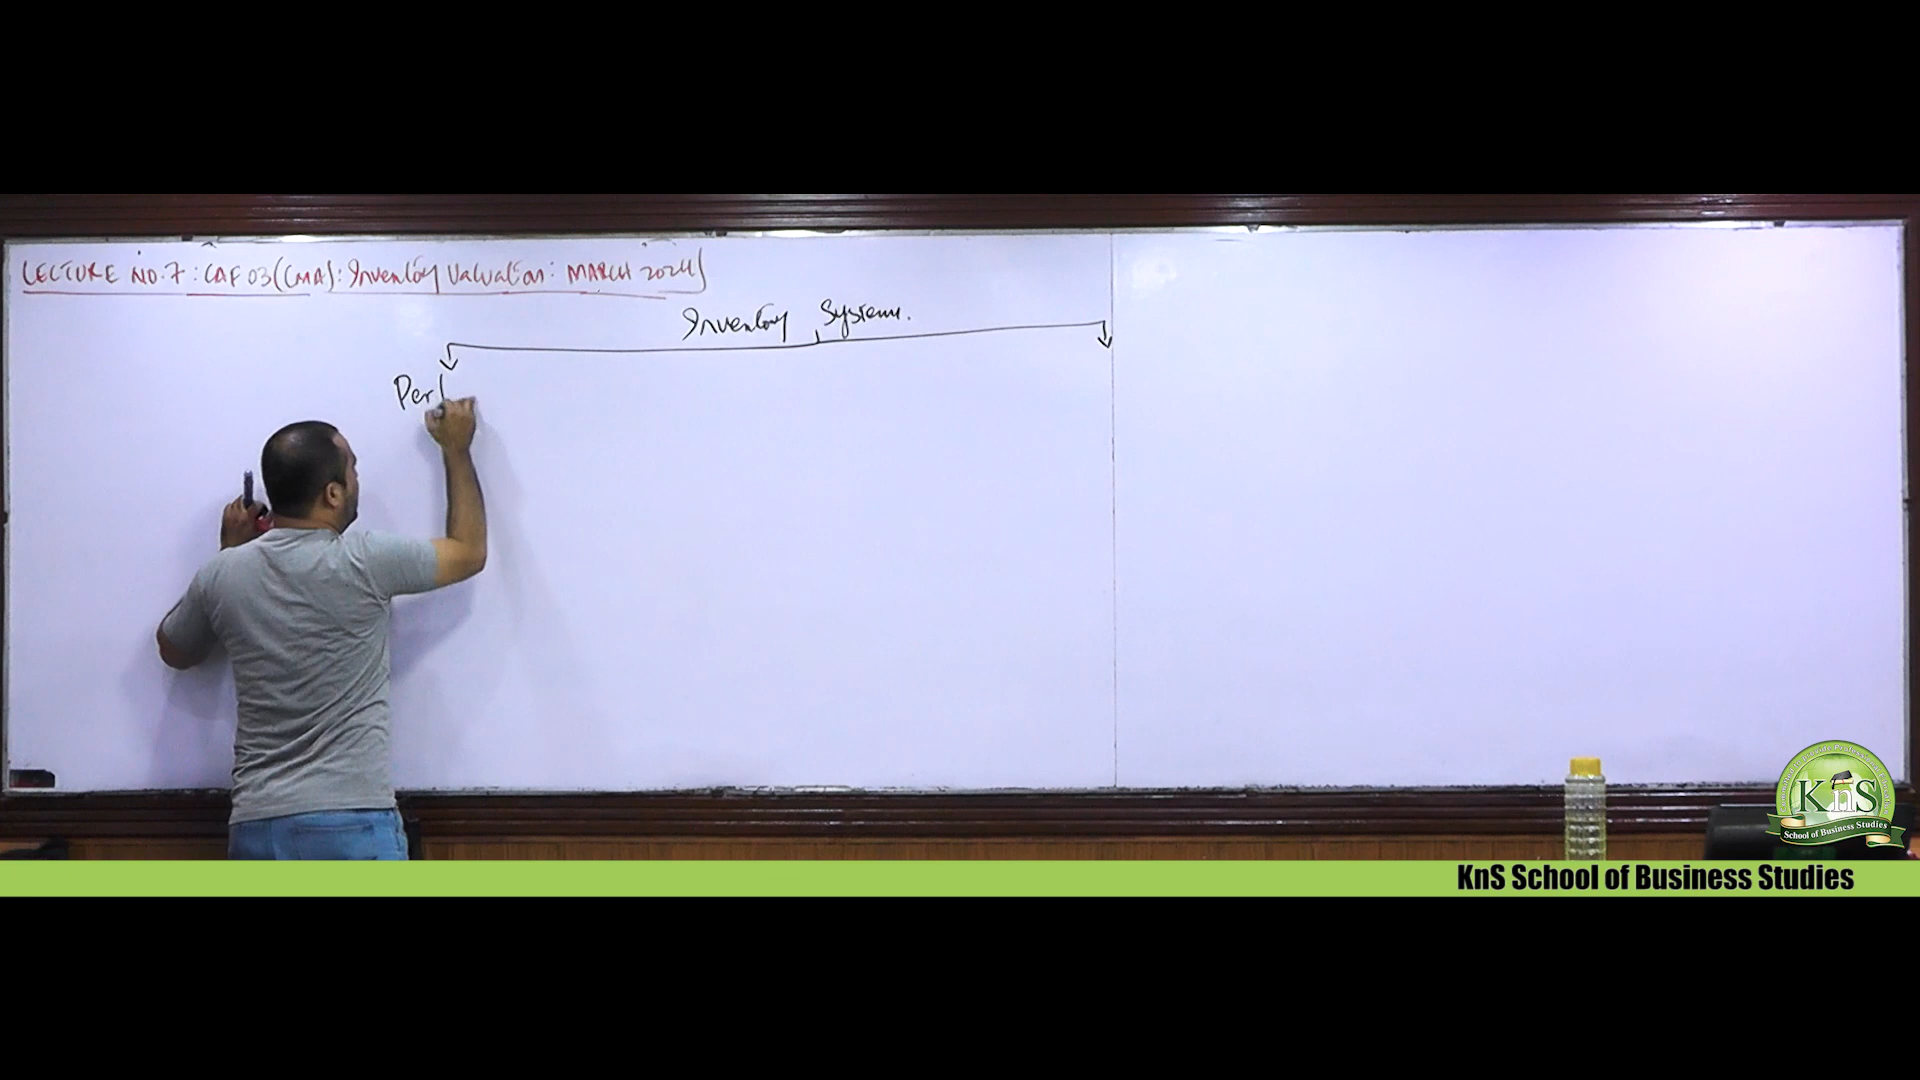 LECTURE NO.7: CAF 03(CMA): Inventory Valuation: MARCH 2024
Inventory Systems.
Per
KnS
School of Business Studies
KnS School of Business Studies